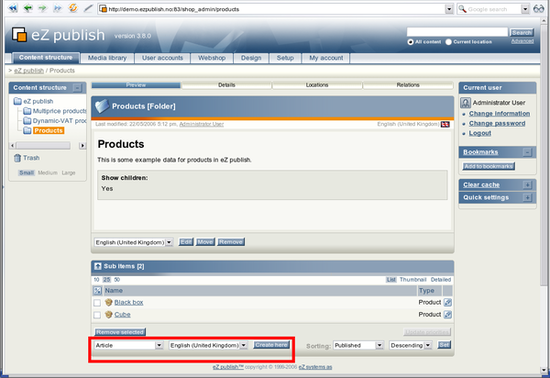 http://demo.ezpublish.no:83/shop_admin/products
Google search
eZ publish version 3.8.0
Search
All content Current location Advanced
Content structure Media library User accounts Webshop Design Setup My account
> eZ publish / Products
Content structure
eZ publish
Multiprice products
Dynamic-VAT pro
Products
Trash
Small Medium Large
Preview Details Locations Relations
Products [Folder]
Last modified: 22/05/2006 5:12 pm, Administrator User English (United Kingdom)
Products
This is some example data for products in eZ publish.
Show children:
Yes
English (United Kingdom) Edit Move Remove
Sub items [2]
10 25 50 List Thumbnail Detailed
Name Type
Black box Product
Cube Product
Remove selected
Article English (United Kingdom) Create here Sorting: Published Descending Set
Current user
Administrator User
Change information
Change password
Logout
Bookmarks
Add to bookmarks
Clear cache
Quick settings
eZ publish™ copyright © 1999-2006 eZ systems as